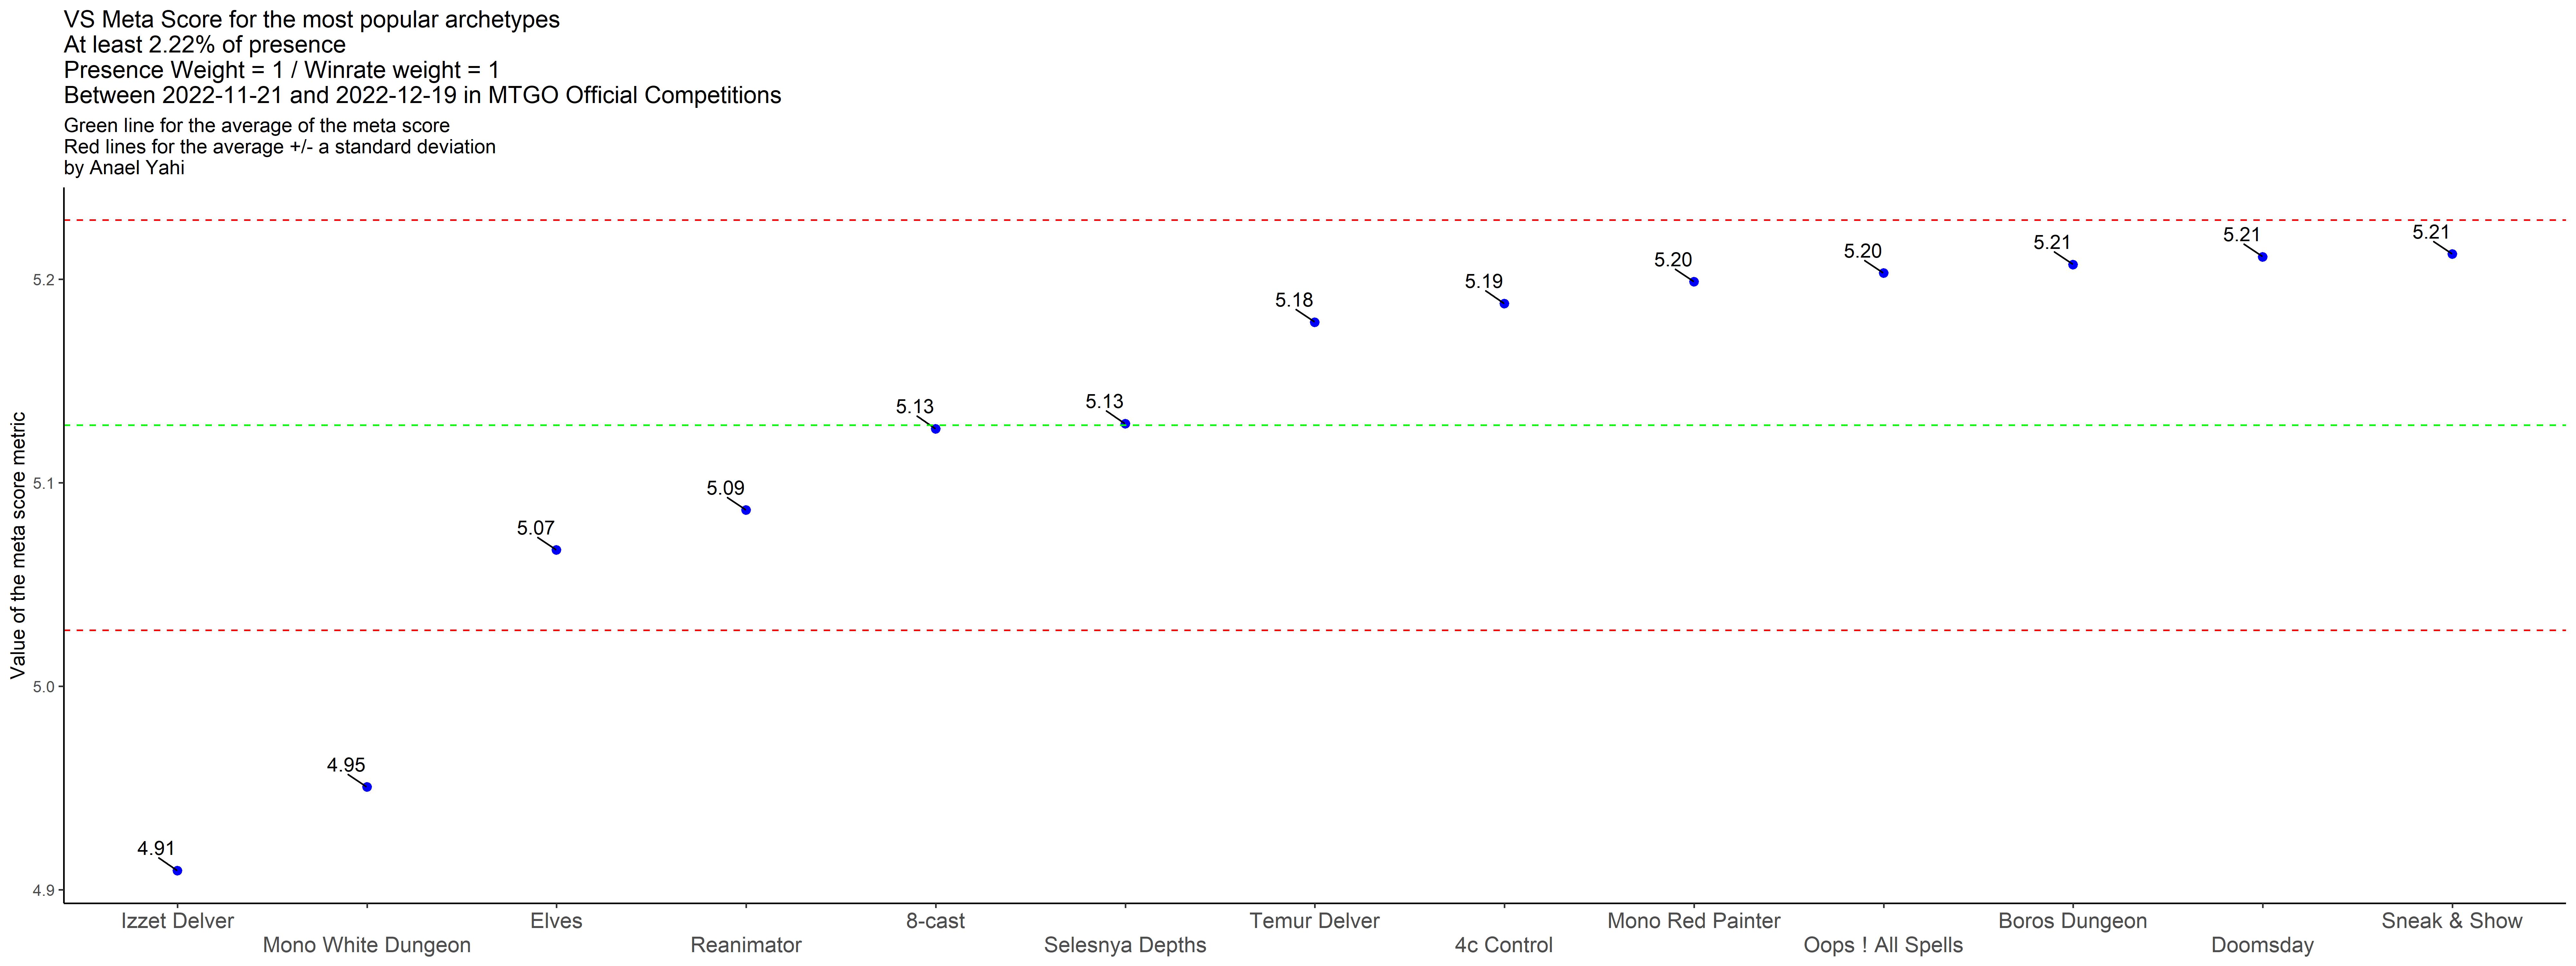 VS Meta Score for the most popular archetypes
At least 2.22% of presence
Presence Weight = 1 / Winrate weight = 1
Between 2022-11-21 and 2022-12-19 in MTGO Official Competitions
Green line for the average of the meta score
Red lines for the average +/- a standard deviation
by Anael Yahi
Value of the meta score metric
5.2
5.1
5.0
4.9
4.91
4.95
5.07
5.09
5.13
5.13
5.18
5.19
5.20
5.20
5.21
5.21
5.21
Izzet Delver
Mono White Dungeon
Elves
Reanimator
8-cast
Selesnya Depths
Temur Delver
4c Control
Mono Red Painter
Oops ! All Spells
Boros Dungeon
Doomsday
Sneak & Show